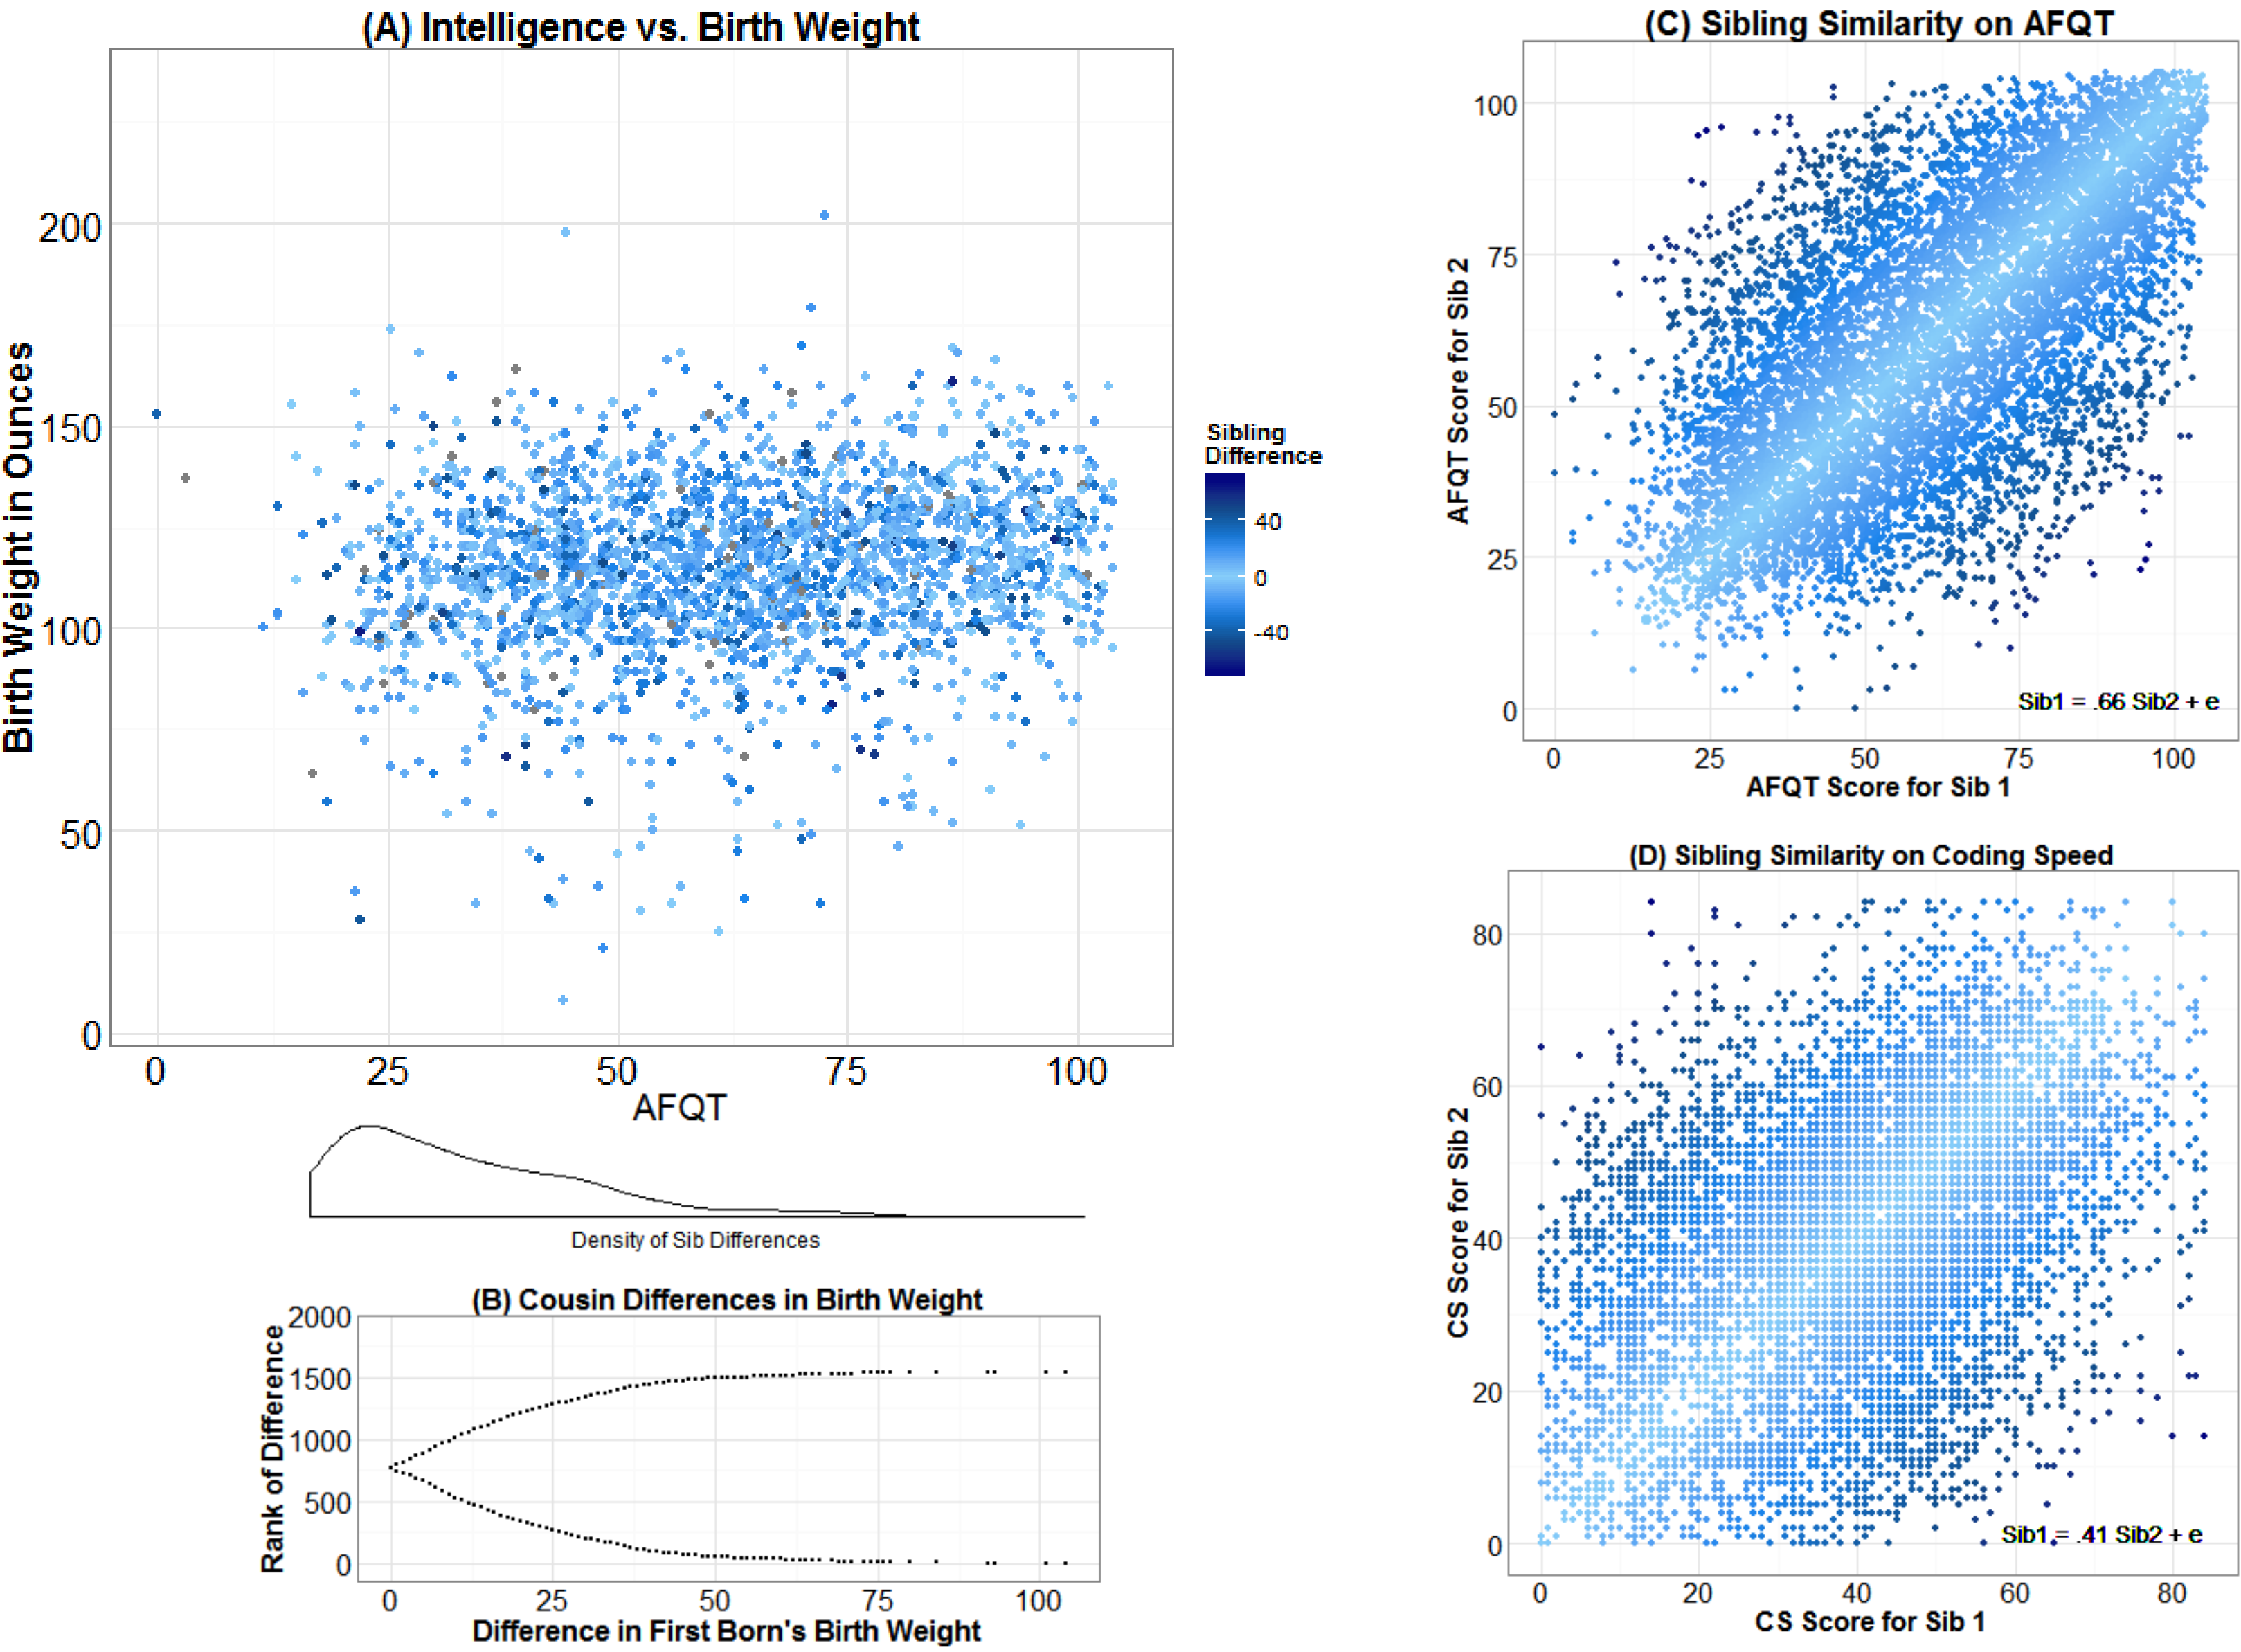 (A) Intelligence vs. Birth Weight
Birth Weight in Ounces
200
150
100
50
0
0 25 50 75 100
AFQT
Sibling
Difference
40
0
-40
Density of Sib Differences
(B) Cousin Differences in Birth Weight
Rank of Difference
2000
1500
1000
500
0
0 25 50 75 100
Difference in First Born's Birth Weight
(C) Sibling Similarity on AFQT
AFQT Score for Sib 2
100
75
50
25
0
Sib1 = .66 Sib2 + e
0 25 50 75 100
AFQT Score for Sib 1
(D) Sibling Similarity on Coding Speed
CS Score for Sib 2
80
60
40
20
0
Sib1 = .41 Sib2 + e
0 20 40 60 80
CS Score for Sib 1